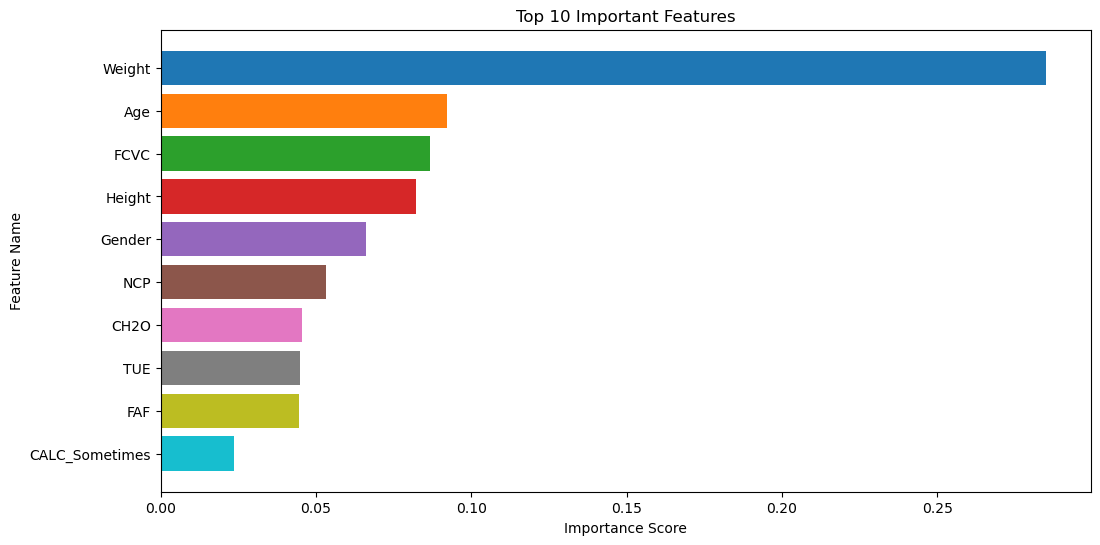 Top 10 Important Features
Feature Name
Weight
Age
FCVC
Height
Gender
NCP
CH2O
TUE
FAF
CALC_Sometimes
0.00 0.05 0.10 0.15 0.20 0.25
Importance Score